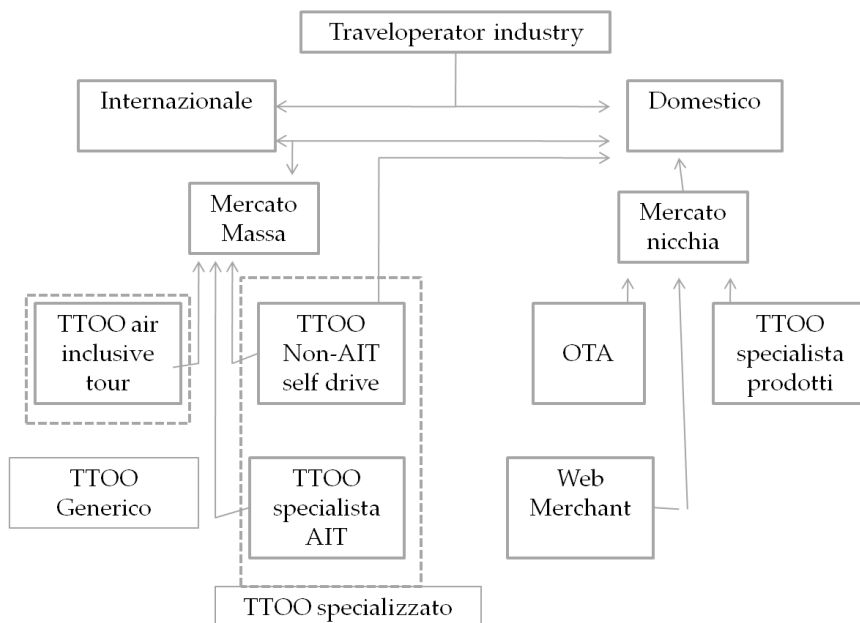 Traveloperator industry
Internazionale
Domestico
Mercato
Massa
Mercato
nicchia
TTOO air
inclusive
tour
TTOO
Non-AIT
self drive
OTA
TTOO
specialista
prodotti
TTOO
Generico
TTOO
specialista
AIT
Web
Merchant
TTOO specializzato